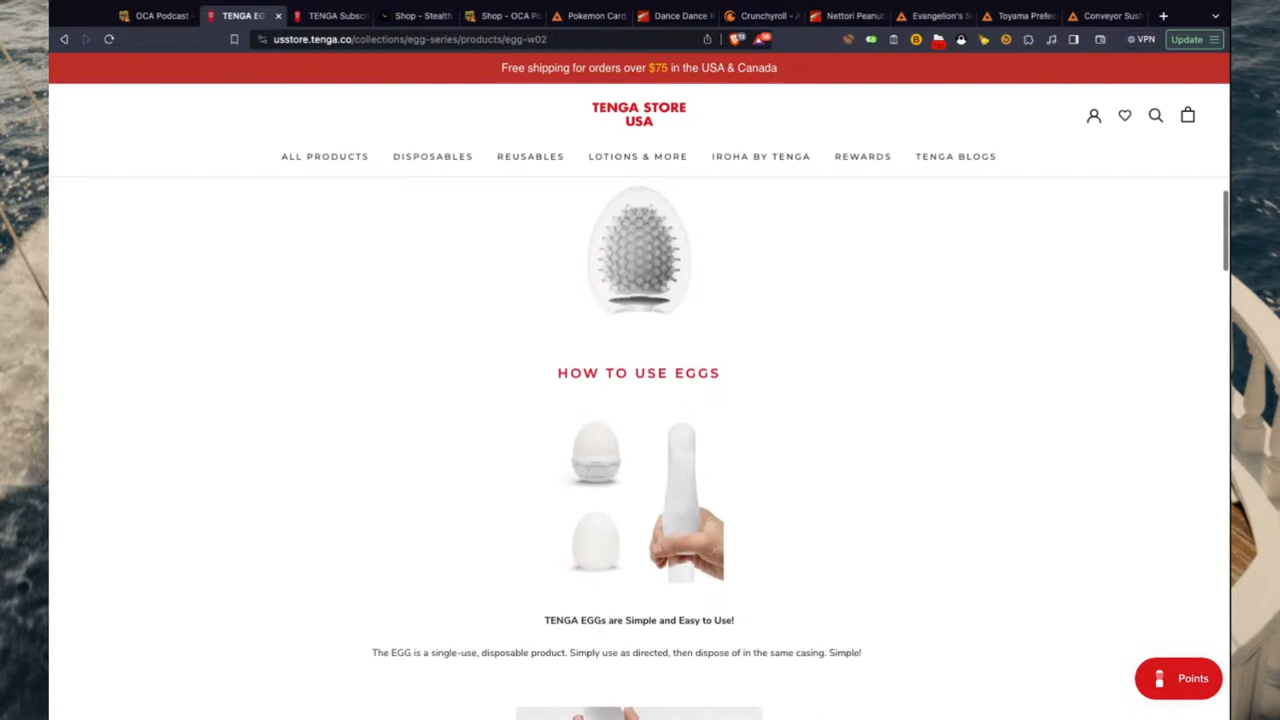 OCA Podcast
TENGA EG
TENGA Subsc
Shop – Stealth
Shop - OCA Po
Pokemon Card
Dance Dance R
Crunchyroll -
Nettori Peanut
Evangelion's S
Toyama Prefec
Conveyor Sush
usstore.tenga.co/collections/egg-series/products/egg-w02
VPN
Update
Free shipping for orders over $75 in the USA & Canada
TENGA STORE
USA
ALL PRODUCTS
DISPOSABLES
REUSABLES
LOTIONS & MORE
IROHA BY TENGA
REWARDS
TENGA BLOGS
HOW TO USE EGGS
TENGA EGGs are Simple and Easy to Use!
The EGG is a single-use, disposable product. Simply use as directed, then dispose of in the same casing. Simple!
Points